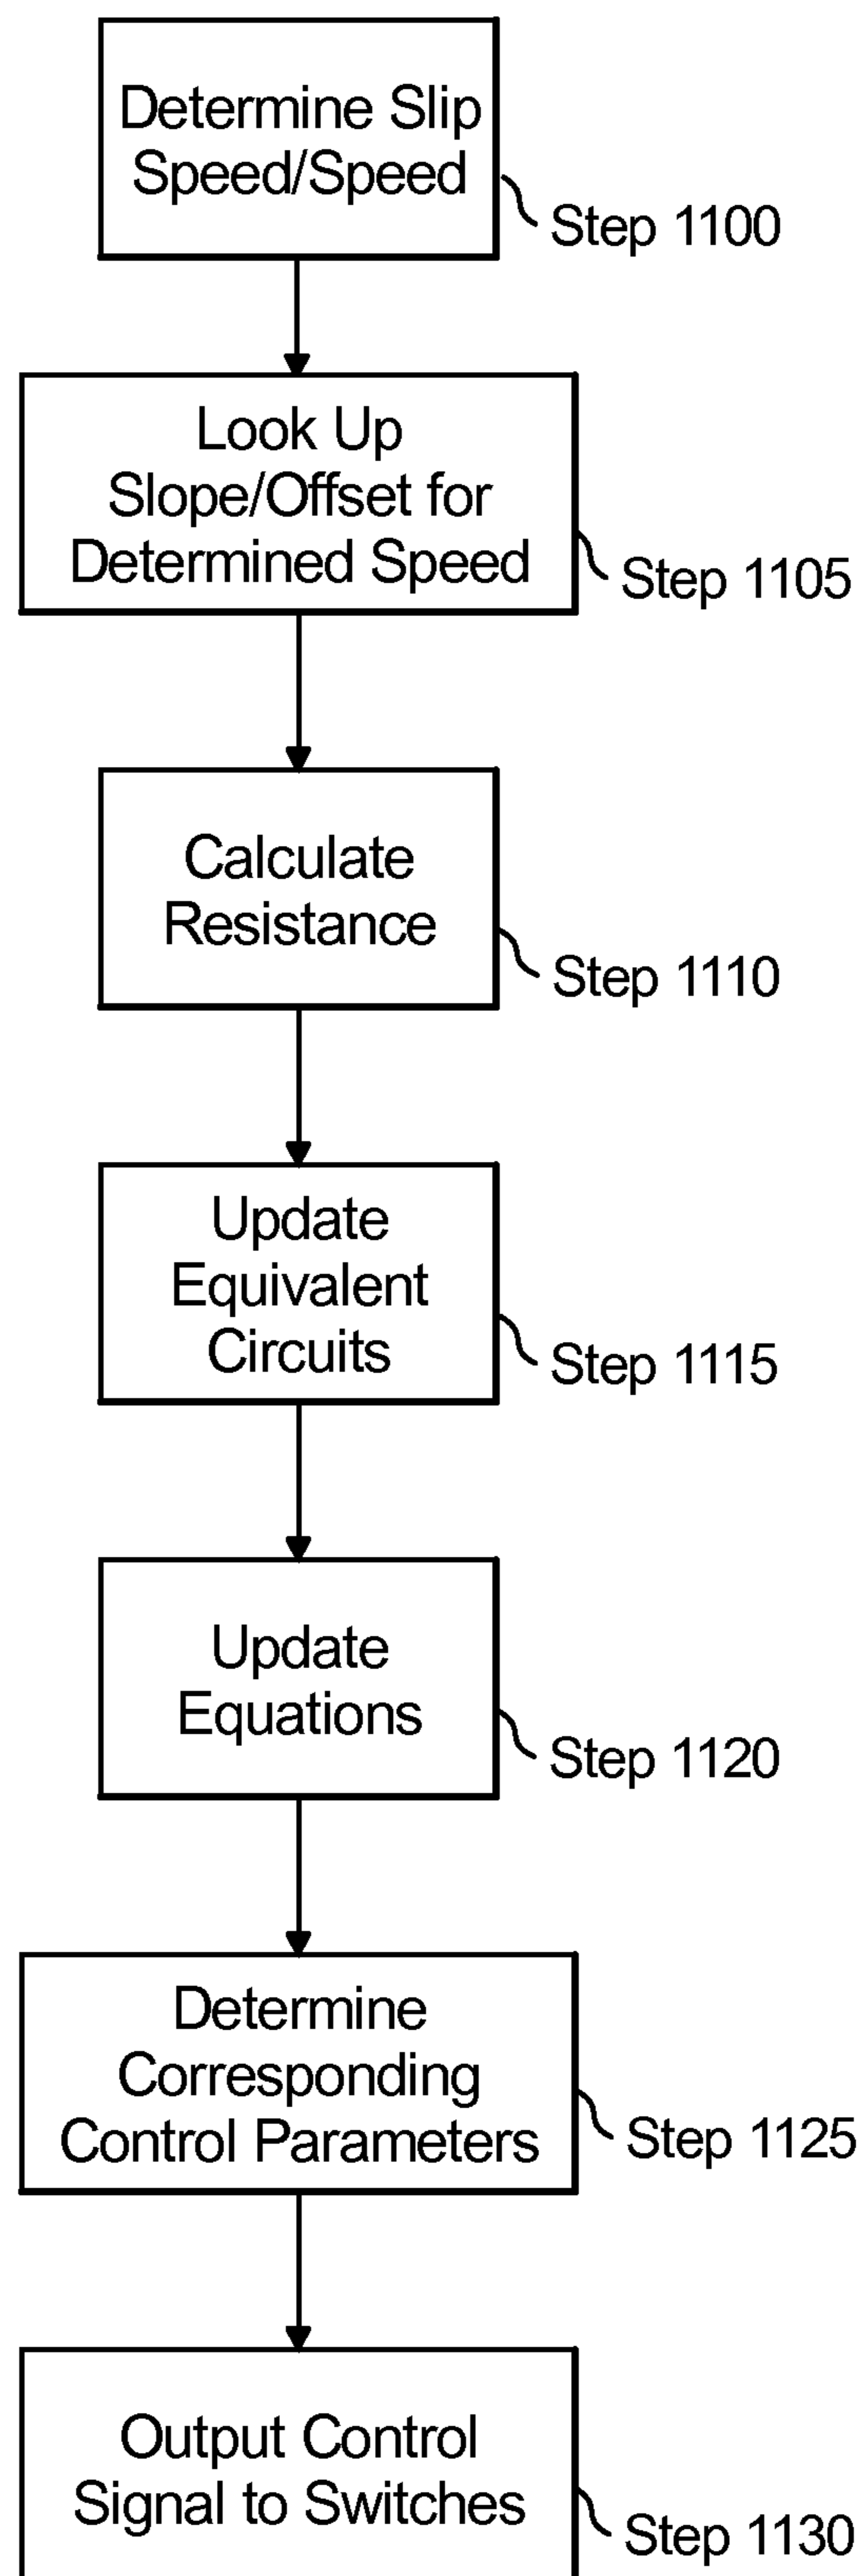 Determine Slip
Speed/Speed
Step 1100
Look Up
Slope/Offset for
Determined Speed
Step 1105
Calculate
Resistance
Step 1110
Update
Equivalent
Circuits
Step 1115
Update
Equations
Step 1120
Determine
Corresponding
Control Parameters
Step 1125
Output Control
Signal to Switches
Step 1130